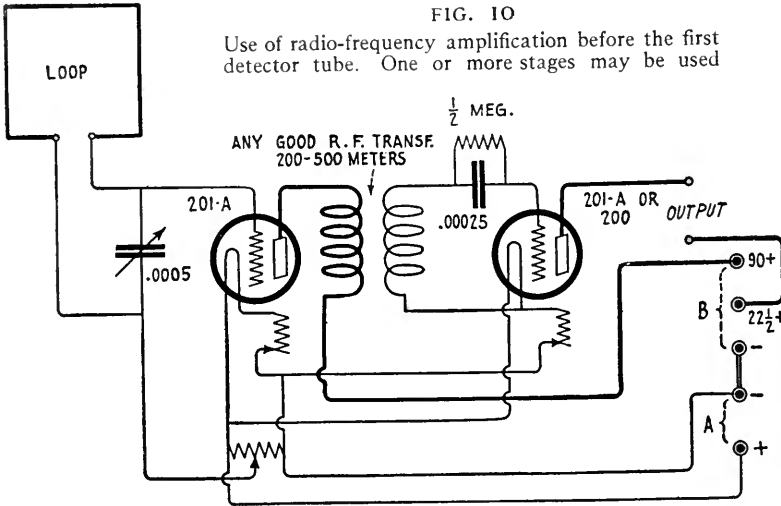 FIG. 10
Use of radio-frequency amplification before the first
detector tube. One or more stages may be used
LOOP
½ MEG.
ANY GOOD R.F. TRANSF.
200-500 METERS
201-A
.00025
201-A OR
200
OUTPUT
.0005
90+
B
22½+
-
-
A
+